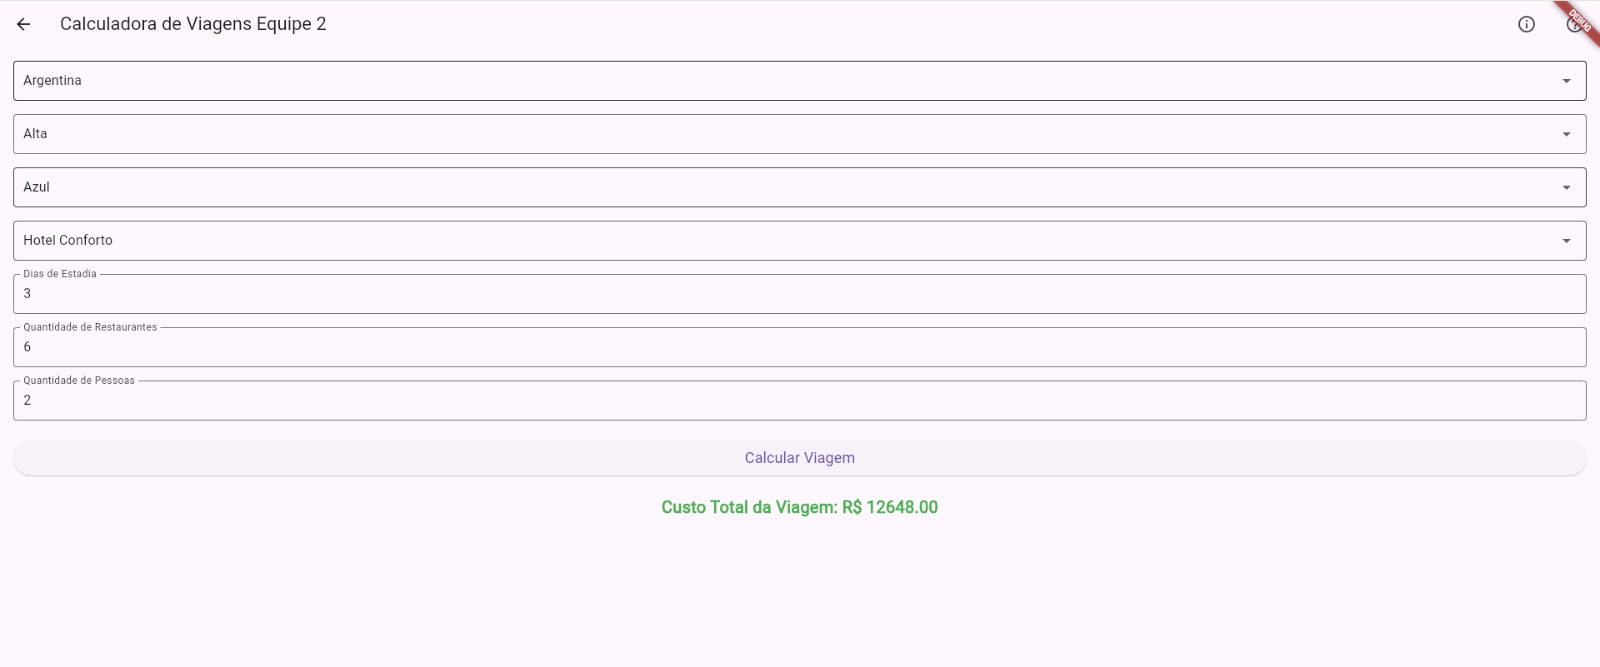 Calculadora de Viagens Equipe 2
DEBUG
Argentina
Alta
Azul
Hotel Conforto
Dias de Estadia
3
Quantidade de Restaurantes
6
Quantidade de Pessoas
2
Calcular Viagem
Custo Total da Viagem: R$ 12648.00